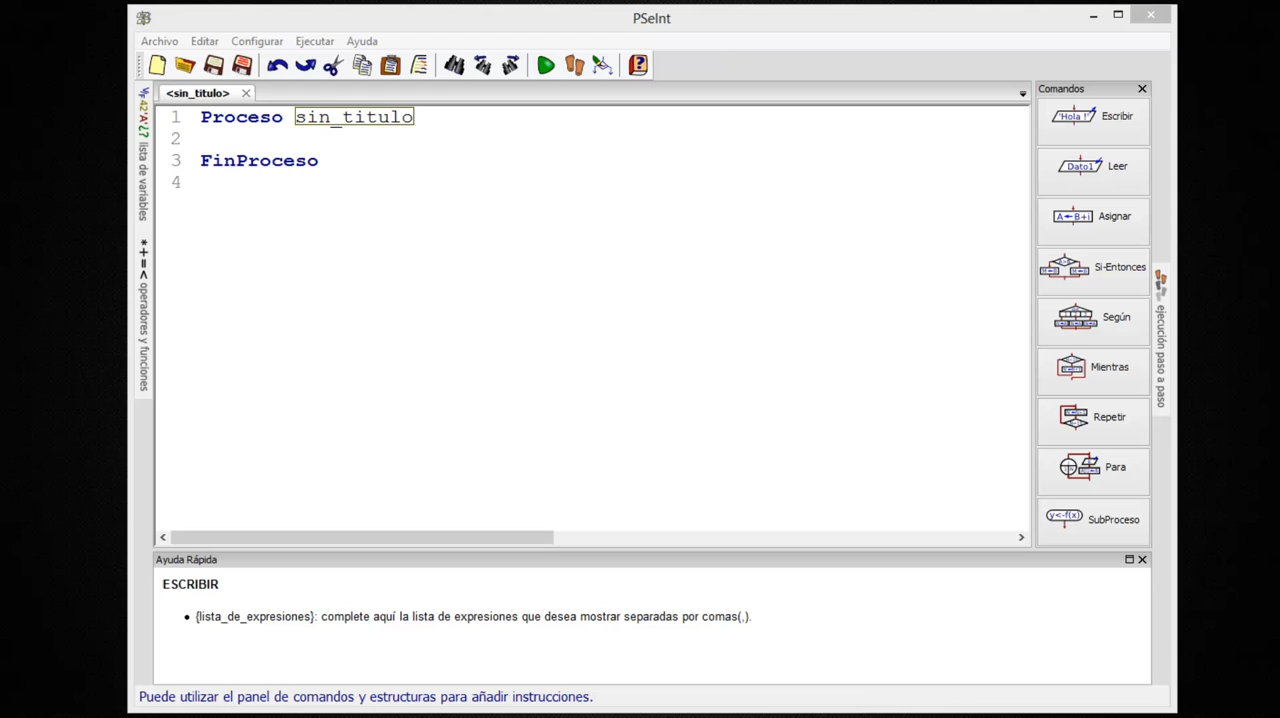 PSeInt
Archivo Editar Configurar Ejecutar Ayuda
<sin_titulo>
1 Proceso sin_titulo
2
3 FinProceso
4
lista de variables
*+=< operadores y funciones
Comandos
'Hola !' Escribir
Dato1 Leer
A←B+i Asignar
Si-Entonces
Según
Mientras
Repetir
Para
y<-f(x) SubProceso
ejecución paso a paso
Ayuda Rápida
ESCRIBIR
• {lista_de_expresiones}: complete aquí la lista de expresiones que desea mostrar separadas por comas(,).
Puede utilizar el panel de comandos y estructuras para añadir instrucciones.